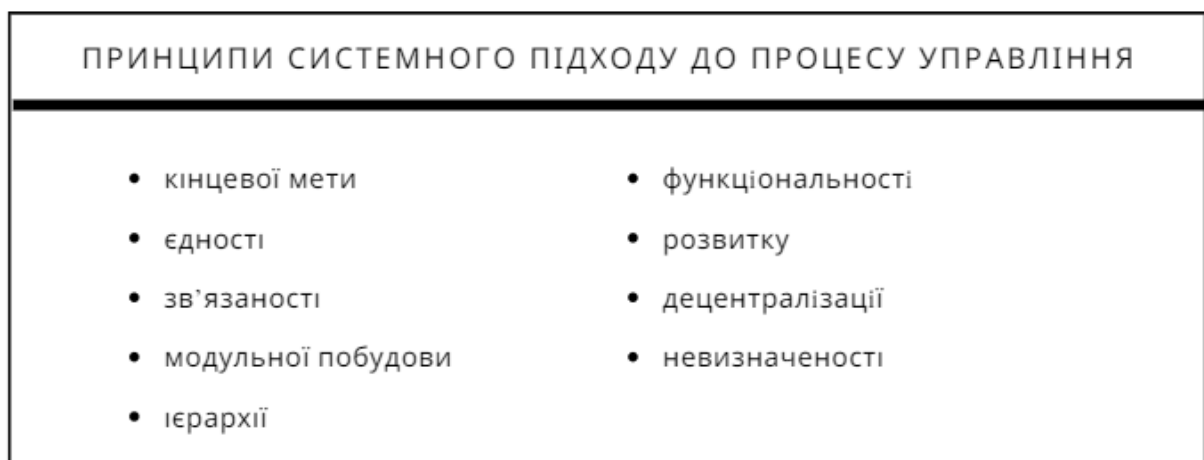 ПРИНЦИПИ СИСТЕМНОГО ПІДХОДУ ДО ПРОЦЕСУ УПРАВЛІННЯ
• кінцевої мети
• єдності
• зв’язаності
• модульної побудови
• ієрархії
• функціональності
• розвитку
• децентралізації
• невизначеності